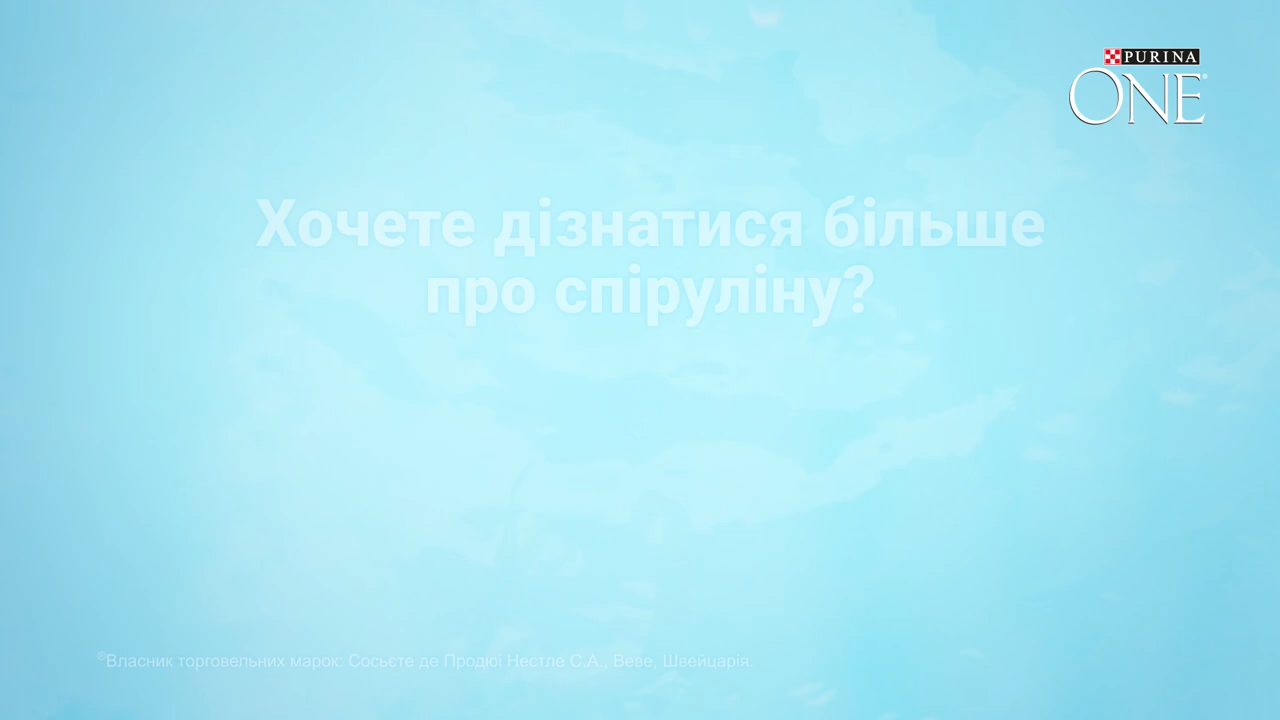 PURINA
ONE®
Хочете дізнатися більше
про спіруліну?
®Власник торговельних марок: Сосьєте де Продюї Нестле С.А., Веве, Швейцарія.